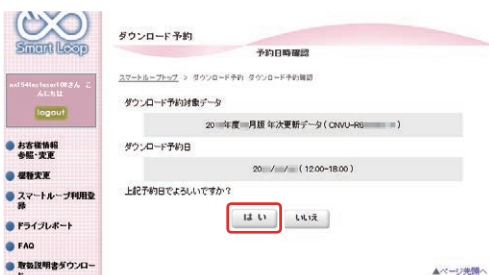 Smart Loop
さん こんにちは
logout
お客様情報
参照・変更
機種変更
スマートループ利用登
録
ドライブレポート
FAQ
取扱説明書ダウンロー
ド
ダウンロード予約
予約日時確認
スマートループトップ > ダウンロード予約 ダウンロード予約確認
ダウンロード予約対象データ
20 年度 月版 年次更新データ ( CNVU-R6 )
ダウンロード予約日
20 / / ( 12:00-18:00 )
上記予約日でよろしいですか?
はい
いいえ
▲ページ先頭へ